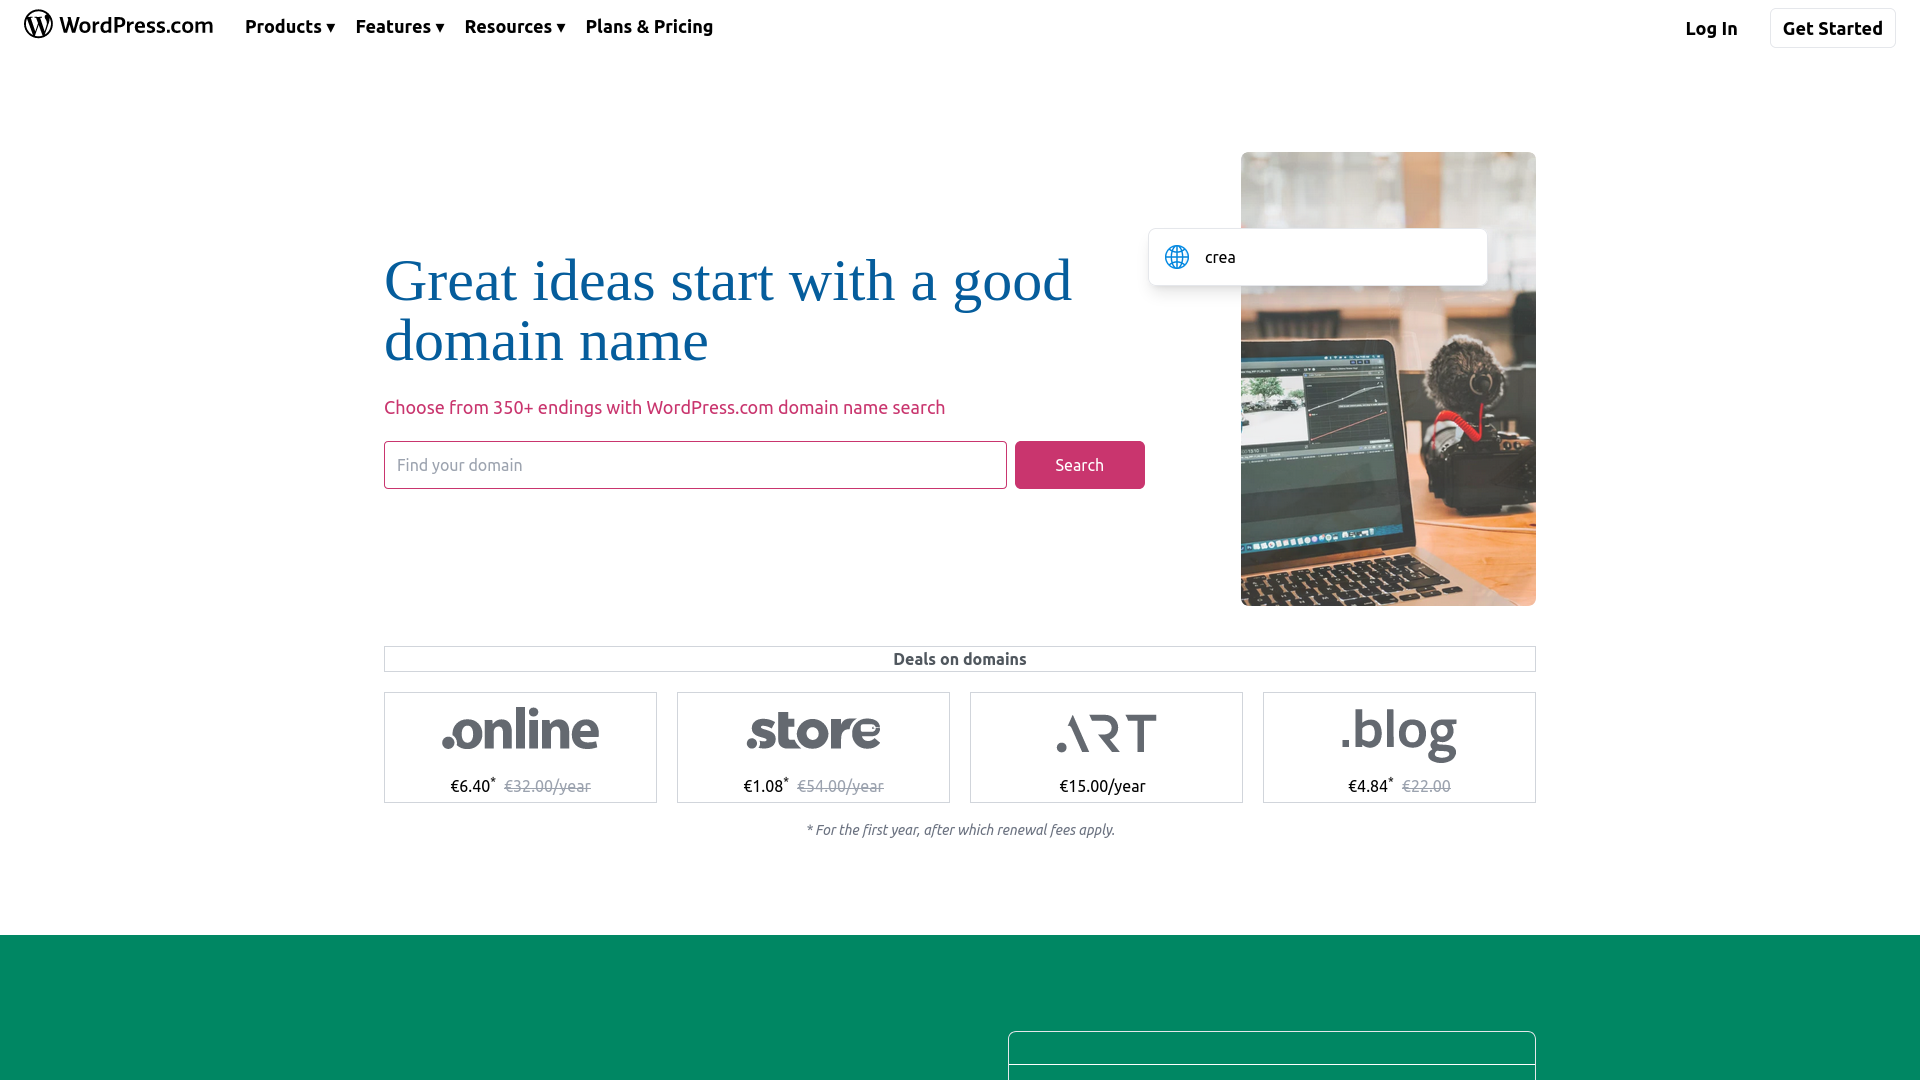 WordPress.com
Products ▾
Features ▾
Resources ▾
Plans & Pricing
Log In
Get Started
crea
Great ideas start with a good
domain name
Choose from 350+ endings with WordPress.com domain name search
Find your domain
Search
Deals on domains
.online
€6.40* €32.00/year
.store
€1.08* €54.00/year
.ART
€15.00/year
.blog
€4.84* €22.00
* For the first year, after which renewal fees apply.